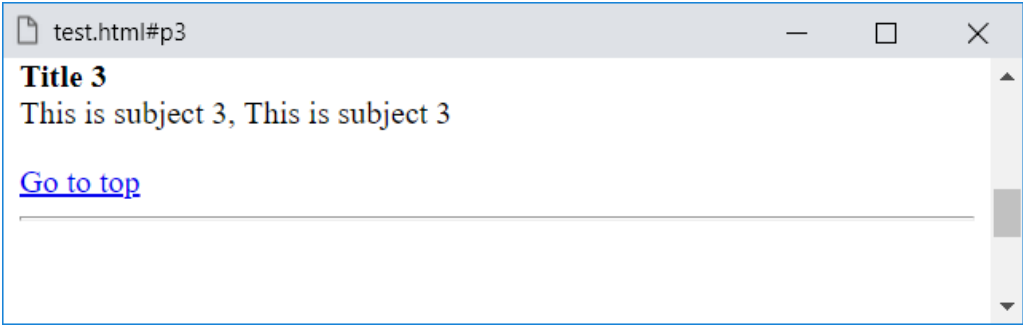 test.html#p3
Title 3
This is subject 3, This is subject 3
Go to top